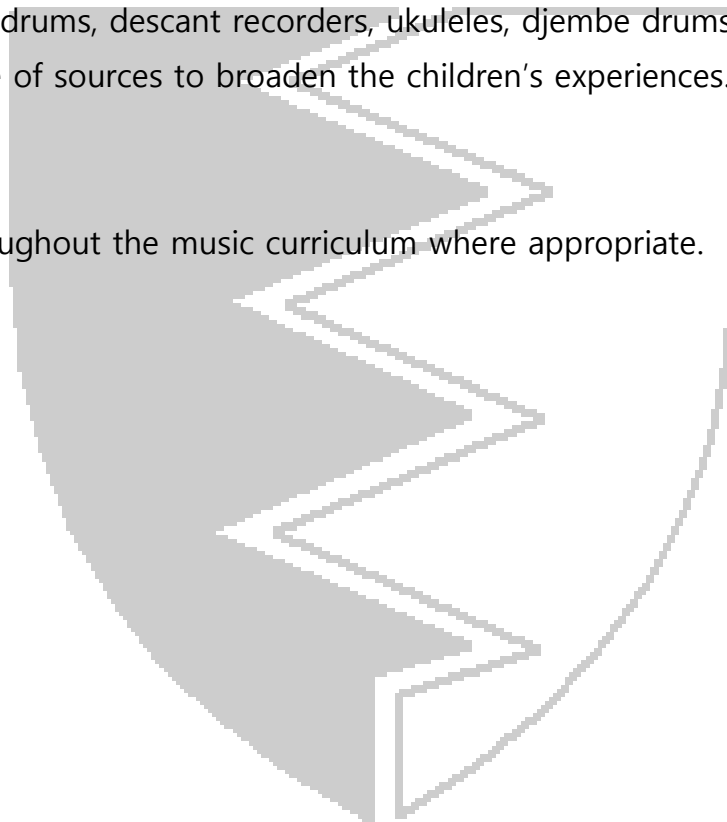 drums, descant recorders, ukuleles, djembe drums
of sources to broaden the children's experiences.
ughout the music curriculum where appropriate.